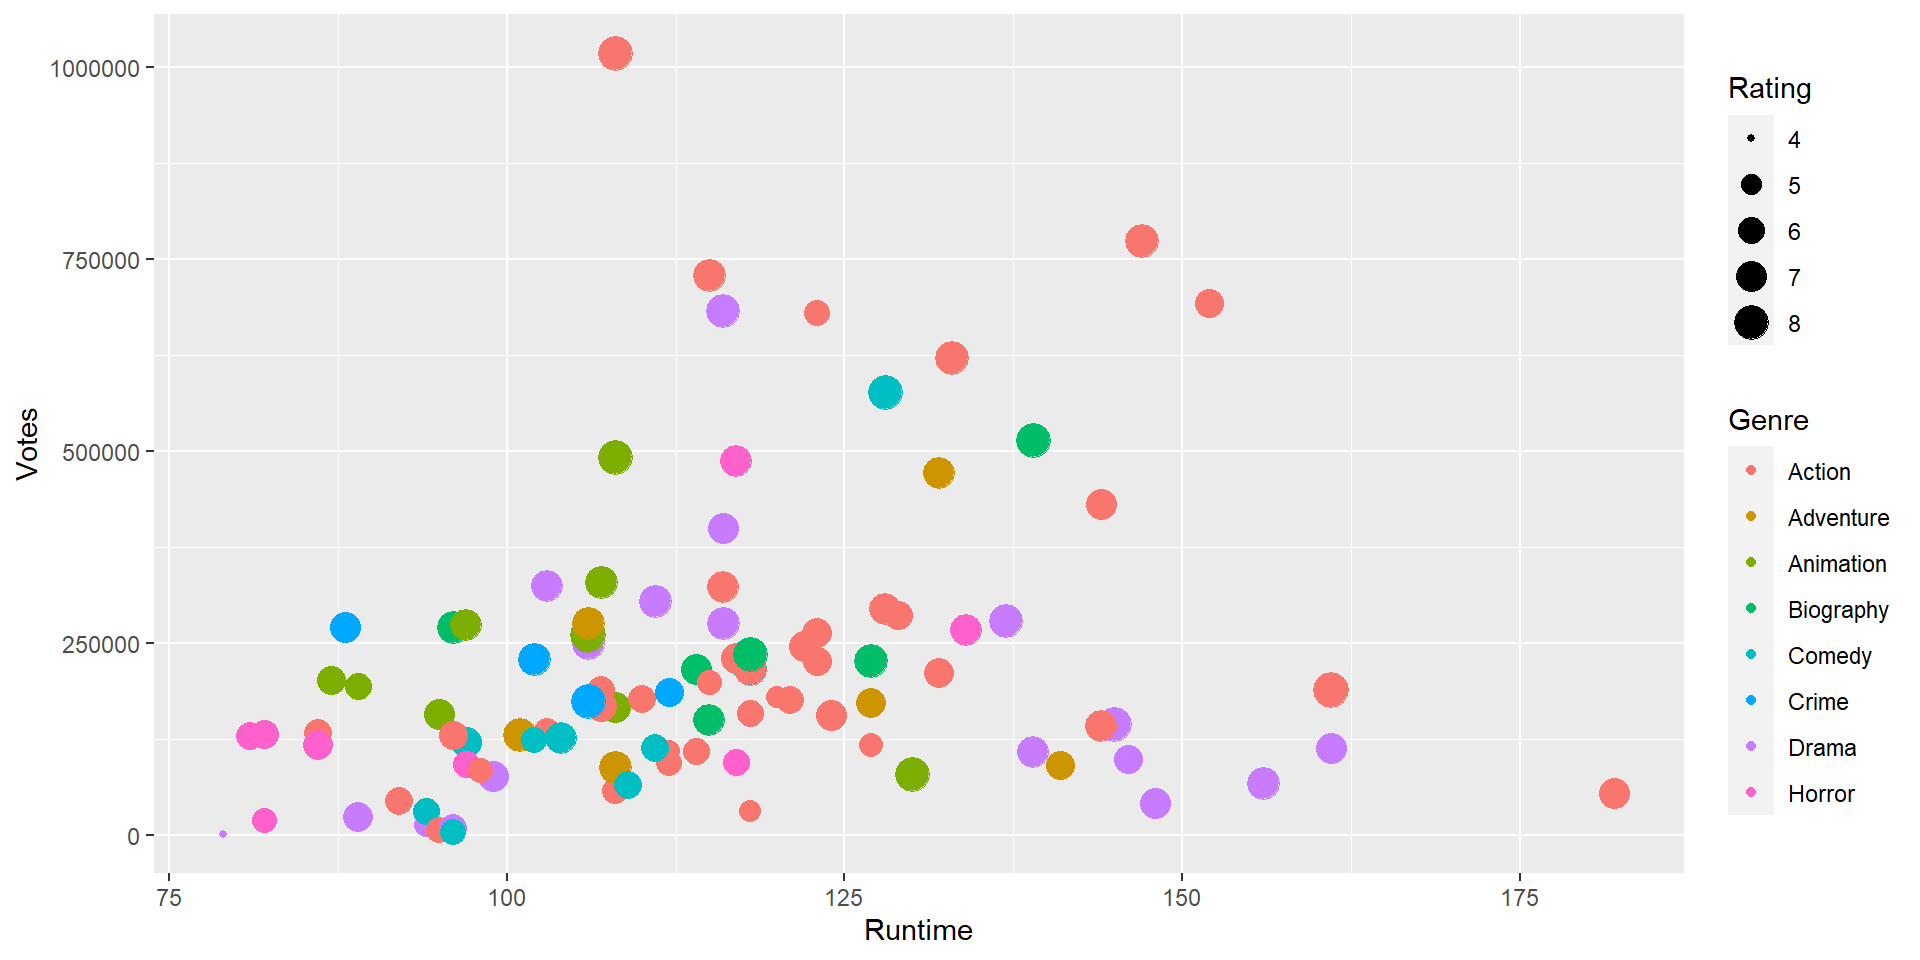 1000000
750000
500000
250000
0
Votes
75 100 125 150 175
Runtime
Rating
4
5
6
7
8
Genre
Action
Adventure
Animation
Biography
Comedy
Crime
Drama
Horror